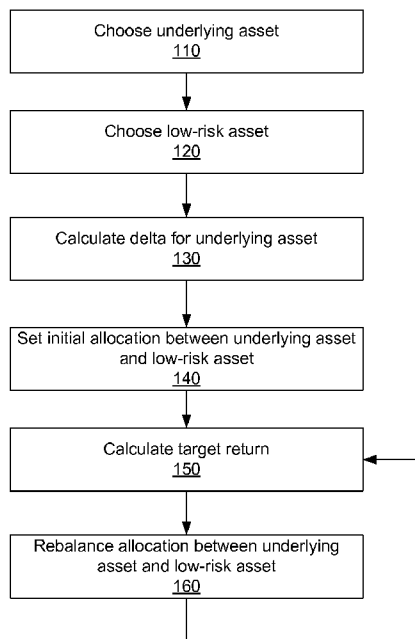 Choose underlying asset
110
Choose low-risk asset
120
Calculate delta for underlying asset
130
Set initial allocation between underlying asset
and low-risk asset
140
Calculate target return
150
Rebalance allocation between underlying
asset and low-risk asset
160